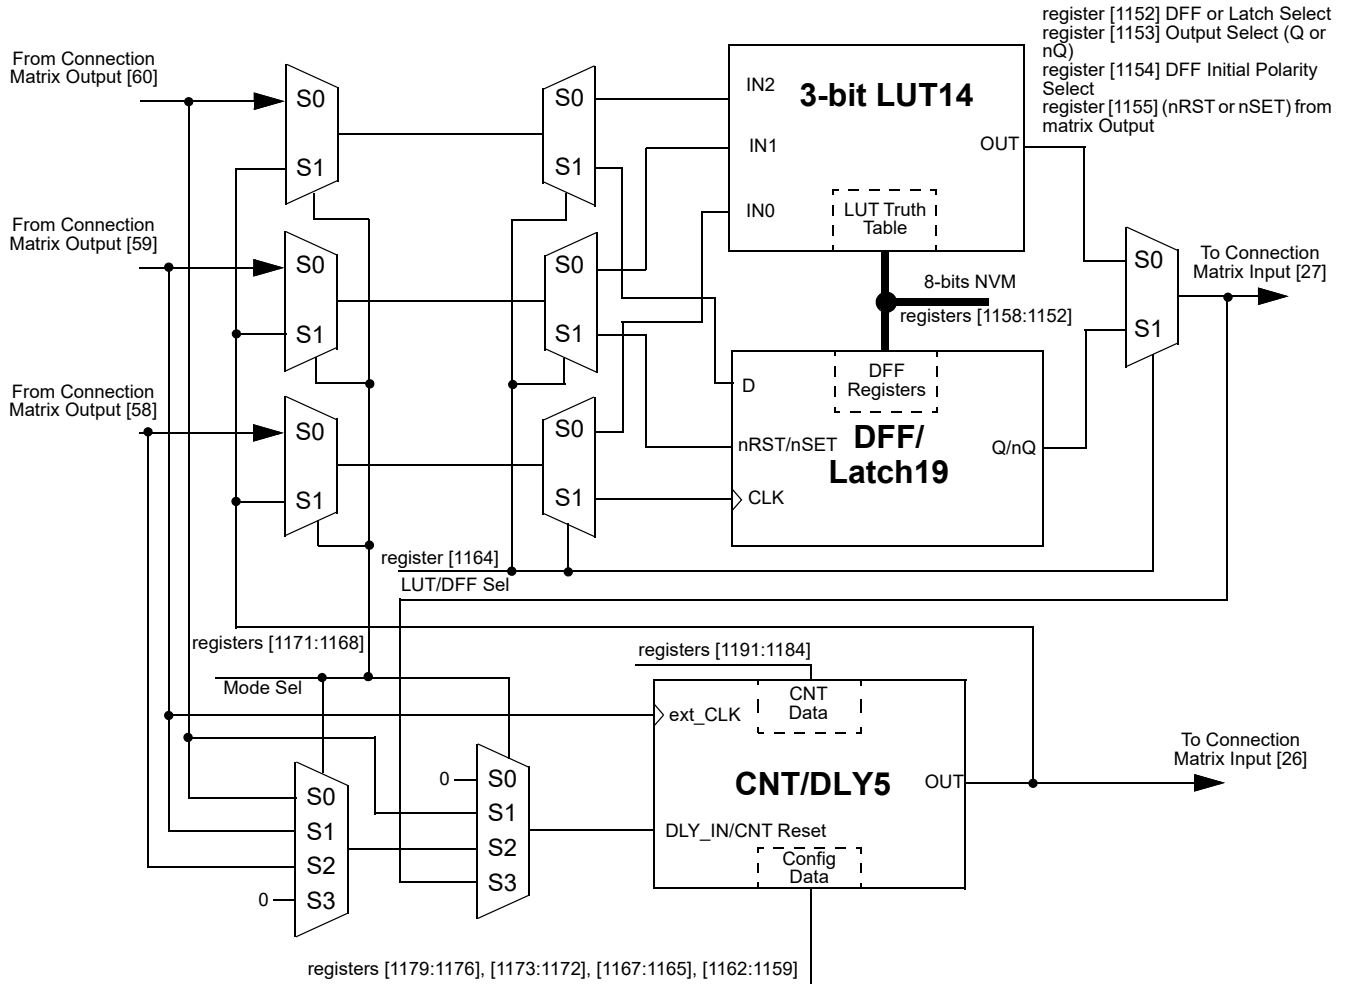 register [1152] DFF or Latch Select
register [1153] Output Select (Q or
nQ)
register [1154] DFF Initial Polarity
Select
register [1155] (nRST or nSET) from
matrix Output
From Connection
Matrix Output [60]
S0
S1
S0
S1
IN2
IN1
IN0
3-bit LUT14
OUT
LUT Truth
Table
From Connection
Matrix Output [59]
S0
S1
S0
S1
8-bits NVM
registers [1158:1152]
S0
S1
To Connection
Matrix Input [27]
From Connection
Matrix Output [58]
S0
S1
S0
S1
D
nRST/nSET
CLK
DFF
Registers
DFF/
Latch19
Q/nQ
register [1164]
LUT/DFF Sel
registers [1171:1168]
Mode Sel
registers [1191:1184]
ext_CLK
CNT
Data
CNT/DLY5
OUT
To Connection
Matrix Input [26]
DLY_IN/CNT Reset
Config
Data
0
S0
S1
S2
S3
S0
S1
S2
0
S3
registers [1179:1176], [1173:1172], [1167:1165], [1162:1159]